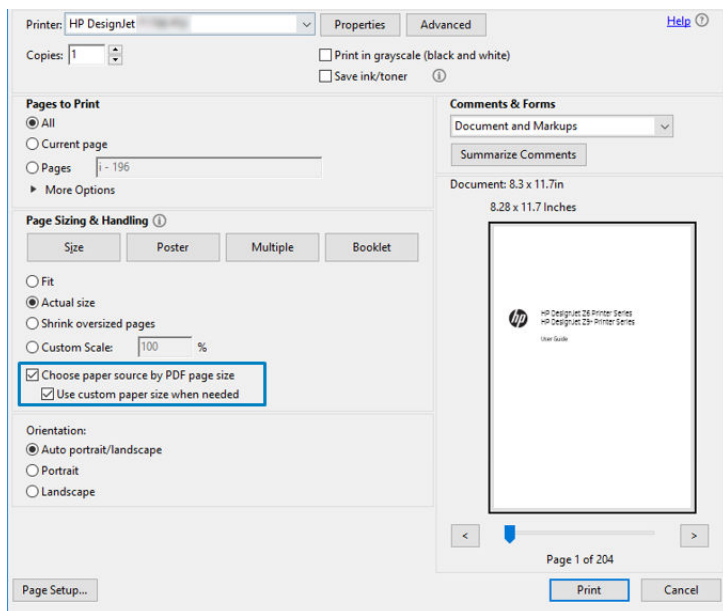 Printer: HP DesignJet Properties Advanced Help
Copies: 1 Print in grayscale (black and white)
Save ink/toner
Pages to Print
All
Current page
Pages i - 196
More Options
Page Sizing & Handling
Size Poster Multiple Booklet
Fit
Actual size
Shrink oversized pages
Custom Scale: 100 %
Choose paper source by PDF page size
Use custom paper size when needed
Orientation:
Auto portrait/landscape
Portrait
Landscape
Comments & Forms
Document and Markups
Summarize Comments
Document: 8.3 x 11.7in
8.28 x 11.7 Inches
hp
HP DesignJet Z6 Printer Series
HP DesignJet Z9+ Printer Series
User Guide
< >
Page 1 of 204
Page Setup... Print Cancel